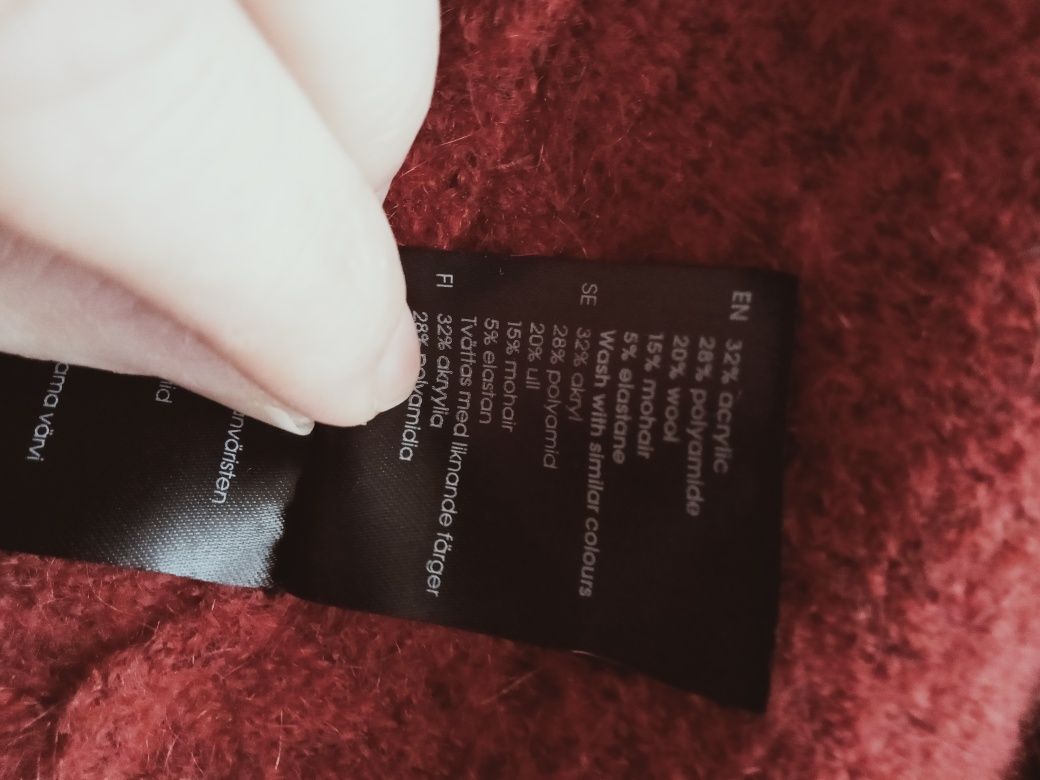 EN
32% acrylic
28% polyamide
20% wool
15% mohair
5% elastane
Wash with similar colours
SE
32% akryl
28% polyamid
20% ull
15% mohair
5% elastan
Tvättas med liknande färger
FI
32% akryylia
28% polyamidia